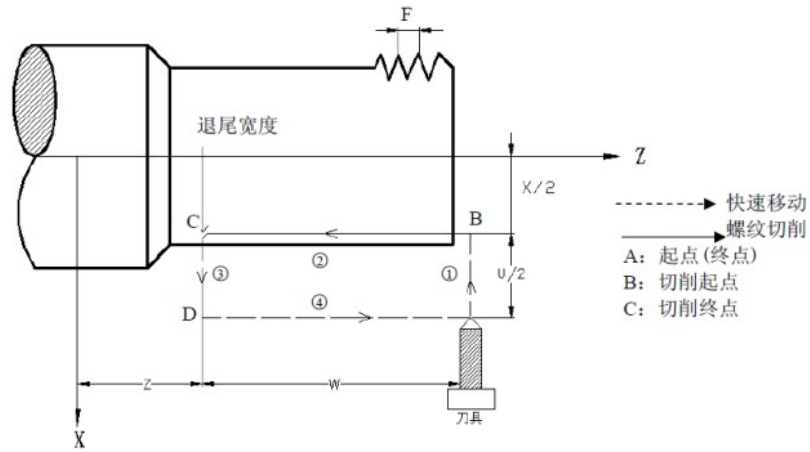 F
退尾宽度
Z
X/2
快速移动
C
B
螺纹切削
②
③
①
U/2
A：起点(终点)
B：切削起点
C：切削终点
D
④
Z
W
刀具
X